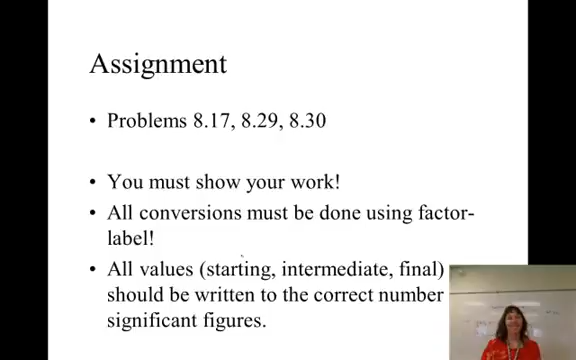 Assignment
• Problems 8.17, 8.29, 8.30
• You must show your work!
• All conversions must be done using factor-
label!
• All values (starting, intermediate, final)
should be written to the correct number
significant figures.